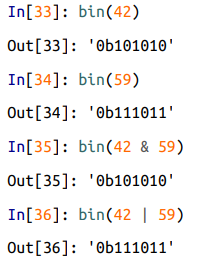 In[33]: bin(42)
Out[33]: '0b101010'
In[34]: bin(59)
Out[34]: '0b111011'
In[35]: bin(42 & 59)
Out[35]: '0b101010'
In[36]: bin(42 | 59)
Out[36]: '0b111011'